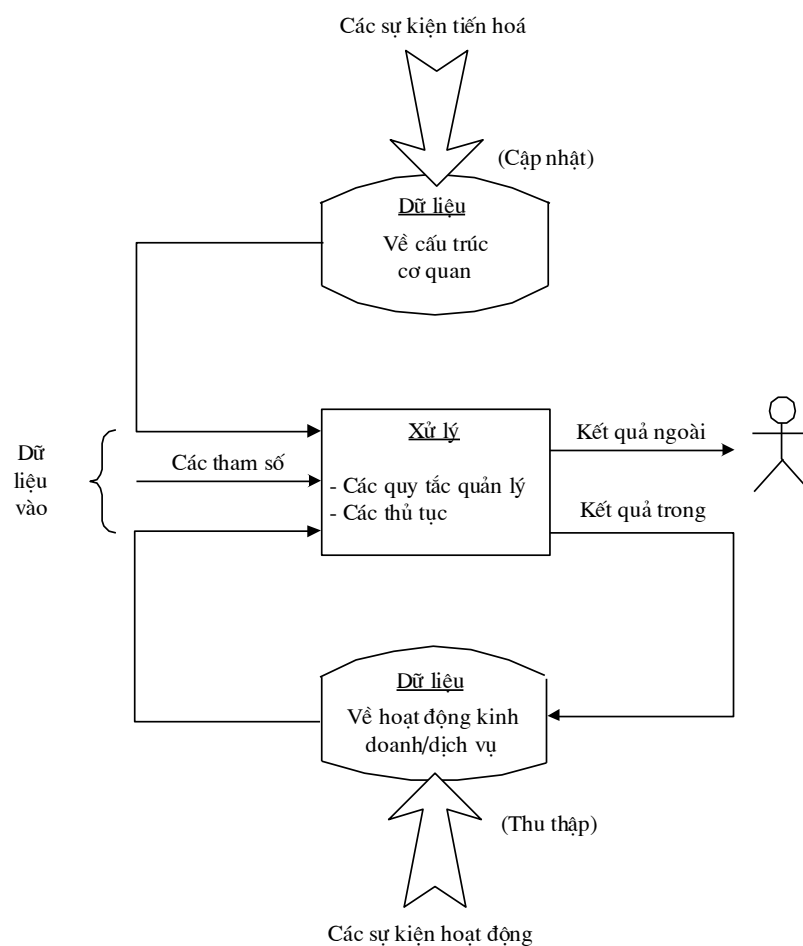 Các sự kiện tiến hoá
(Cập nhật)
Dữ liệu
Về cấu trúc
cơ quan
Dữ
liệu
vào
Các tham số
Xử lý
- Các quy tắc quản lý
- Các thủ tục
Kết quả ngoài
Kết quả trong
Dữ liệu
Về hoạt động kinh
doanh/dịch vụ
(Thu thập)
Các sự kiện hoạt động